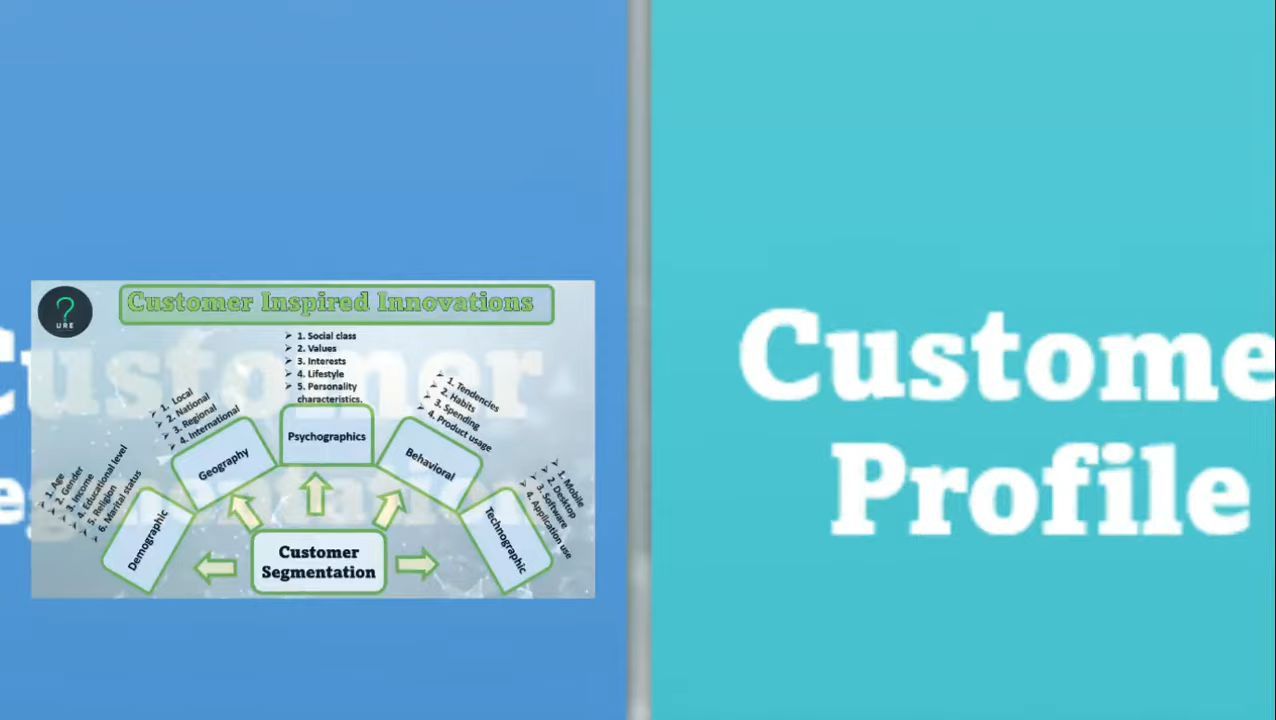 Customer Inspired Innovations
URE
1. Social class
2. Values
3. Interests
4. Lifestyle
5. Personality
characteristics.
1. Local
2. National
3. Regional
4. International
1. Tendencies
2. Habits
3. Spending
4. Product usage
1. Age
2. Gender
3. Income
4. Educational level
5. Religion
6. Marital status
1. Mobile
2. Desktop
3. Software
4. Application use
Demographic
Geography
Psychographics
Behavioral
Technographic
Customer
Segmentation
Customer
Custome
Profile